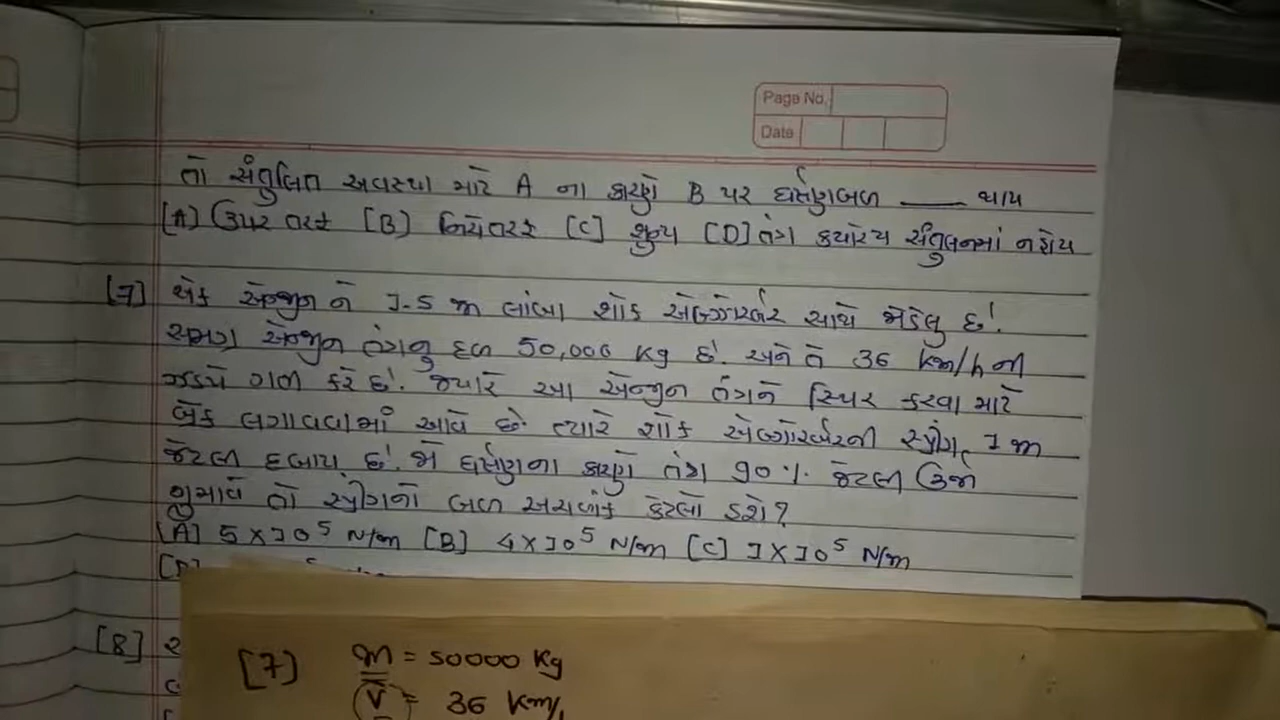 Page No.
Date
તો સંતુલિત અવસ્થા માટે A ના કારણે B પર ઘર્ષણબળ ____ થાય
[A] ઉપર તરફ [B] નિચે તરફ [C] શુન્ય [D] તંત્ર ક્યારેય સંતુલનમાં ન હોય
[7] એક એન્જીન ને 1.5 m લાંબા શોક એબ્સોરબર સાથે જોડેલુ છે.
સમગ્ર એન્જીન તંત્રનુ દળ 50,000 Kg છે. અને તે 36 Km/h ની
ઝડપે ગતિ કરે છે. જ્યારે આ એન્જીન તંત્રને સ્થિર કરવા માટે
બ્રેક લગાવવામાં આવે છે ત્યારે શોક એબ્સોર્બરની સ્પ્રીંગ 1 m
જેટલી દબાય છે. જો ઘર્ષણના કારણે તંત્ર 90% જેટલી ઉર્જા
ગુમાવે તો સ્પ્રીંગનો બળ અચળાંક કેટલો હશે?
[A] 5 × 10⁵ N/m [B] 4 × 10⁵ N/m [C] 1 × 10⁵ N/m
[8]
[7] m = 50000 Kg
V = 36 Km/